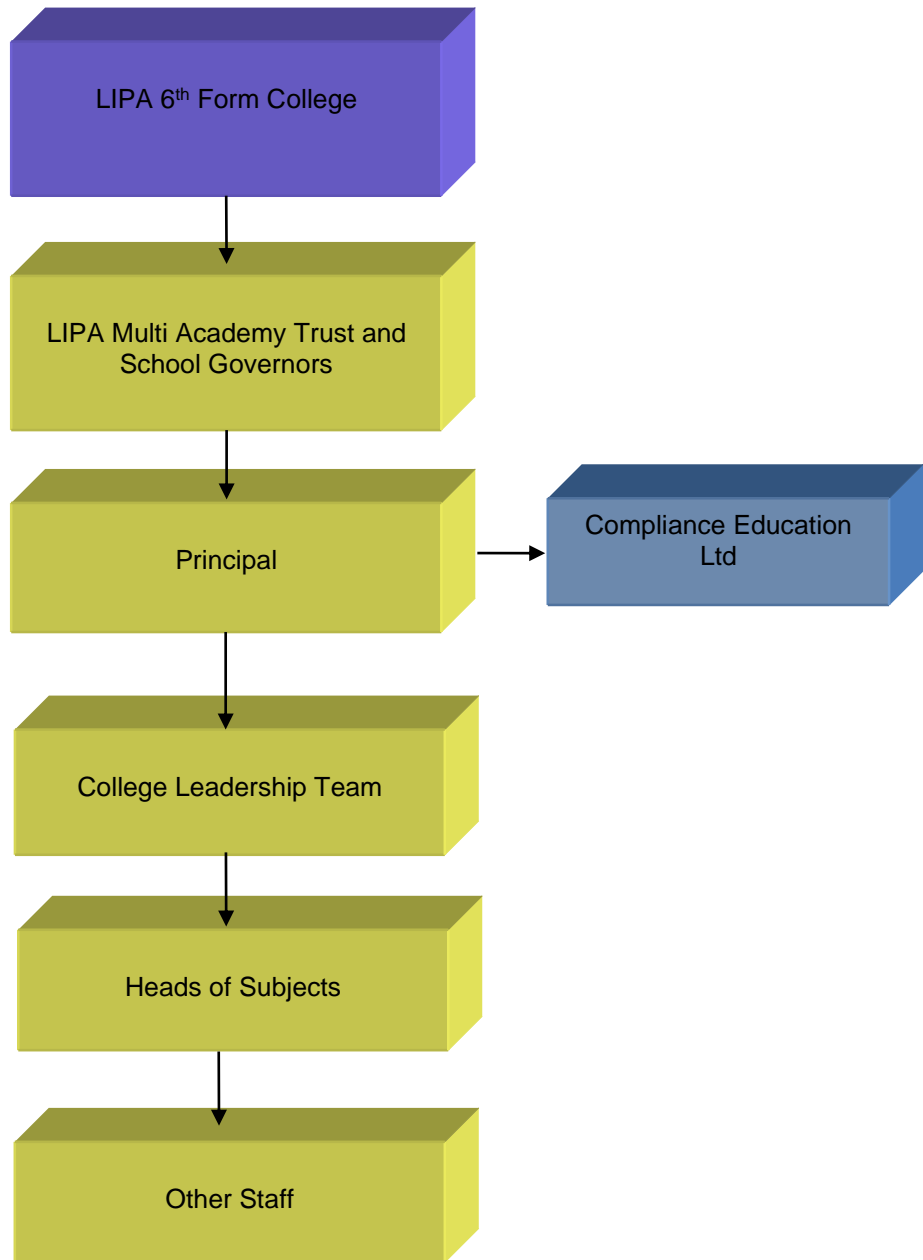 LIPA 6th Form College
LIPA Multi Academy Trust and
School Governors
Principal
Compliance Education
Ltd
College Leadership Team
Heads of Subjects
Other Staff